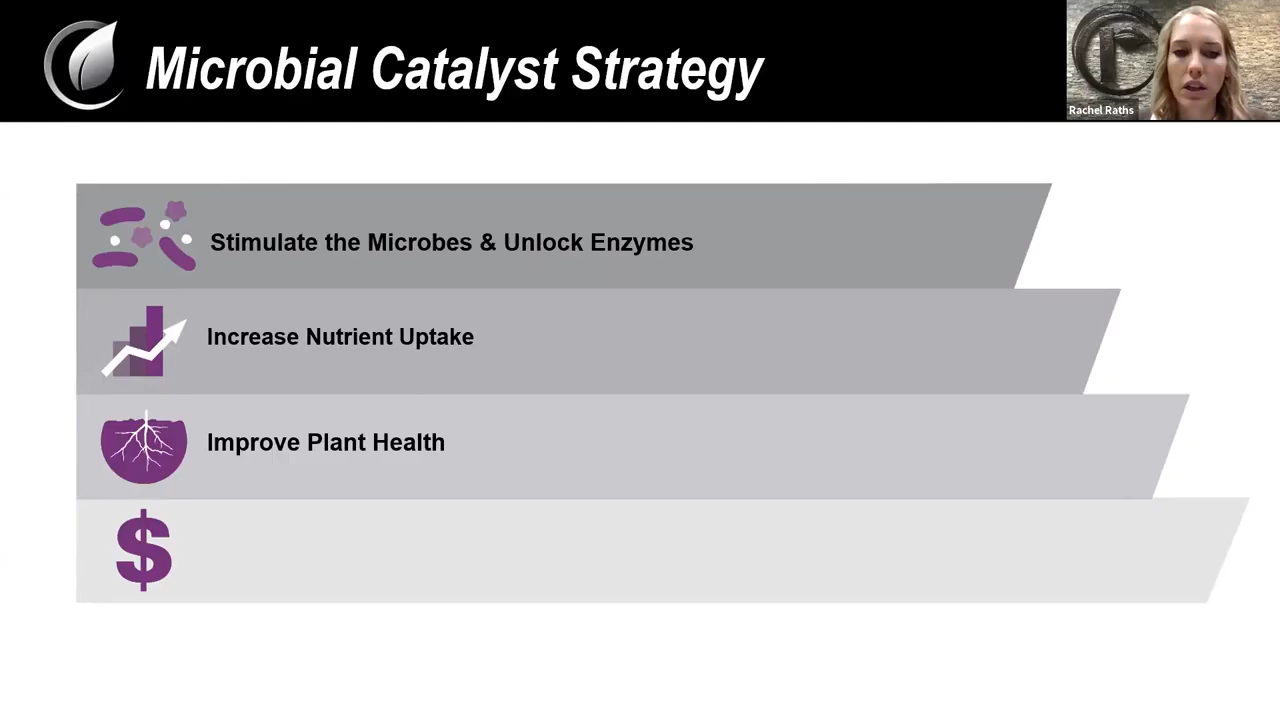 Microbial Catalyst Strategy
Rachel Raths
Stimulate the Microbes & Unlock Enzymes
Increase Nutrient Uptake
Improve Plant Health
$